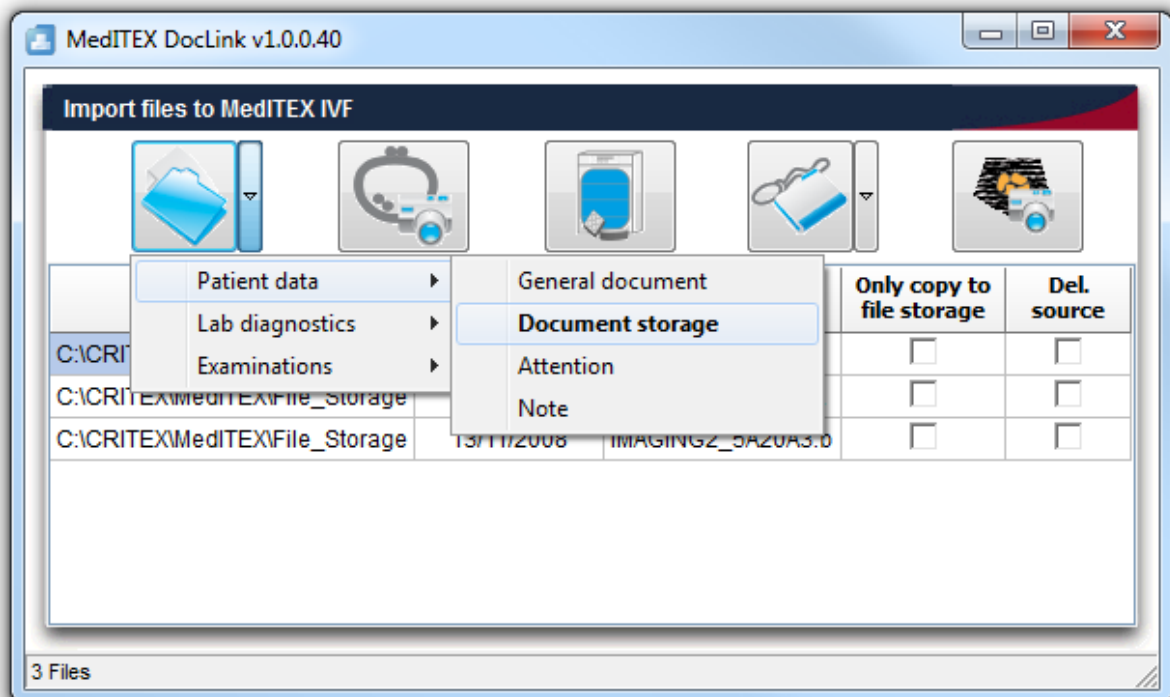 MedITEX DocLink v1.0.0.40
Import files to MedITEX IVF
Patient data
Lab diagnostics
Examinations
General document
Document storage
Attention
Note
Only copy to
file storage
Del.
source
C:\CRIT
C:\CRITEX\MedITEX\File_Storage
C:\CRITEX\MedITEX\File_Storage 13/11/2008 IMAGING2_5A20A3.b
3 Files